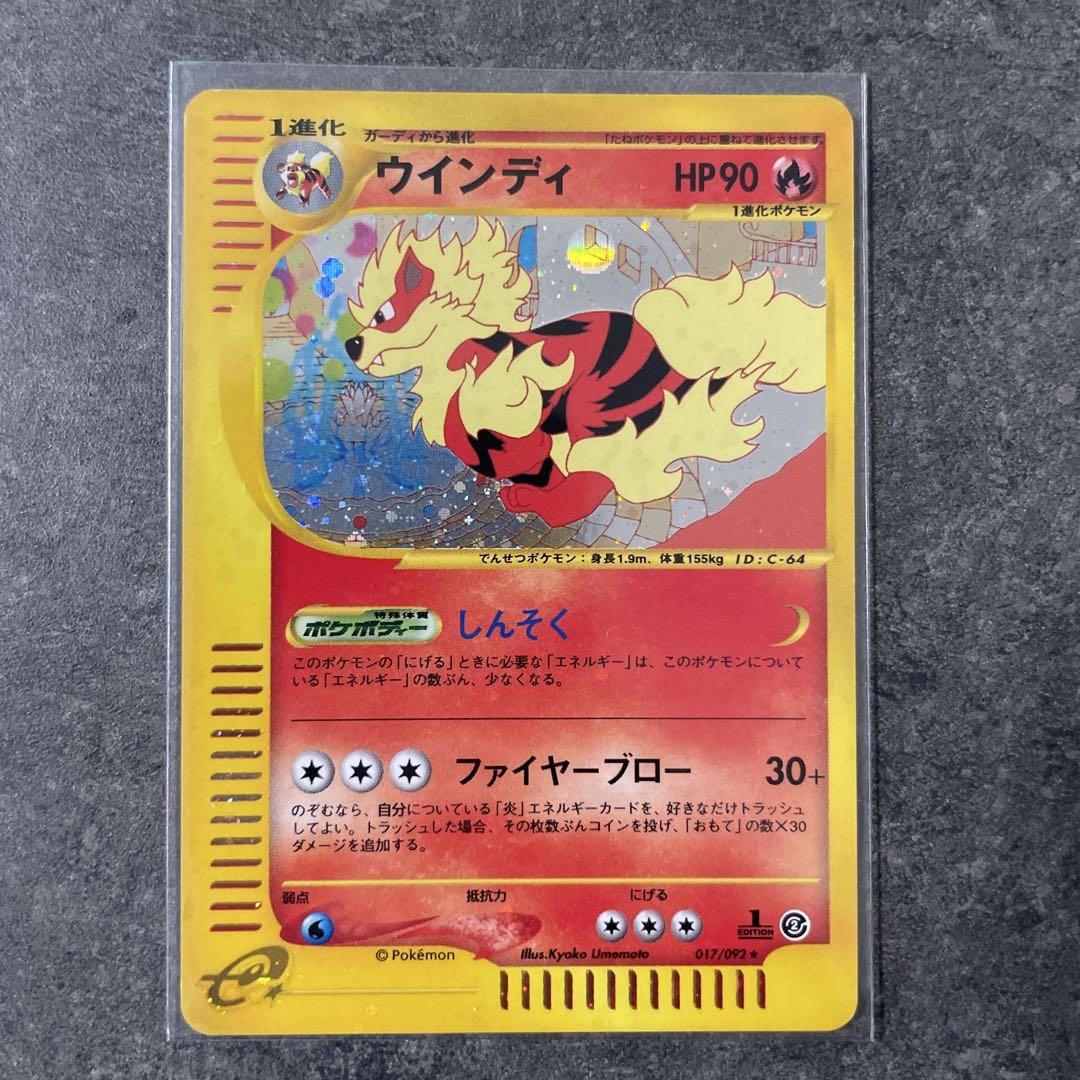 1進化
ガーディから進化
「たねポケモン」の上に重ねて進化させます。
ウインディ
HP90
1進化ポケモン
でんせつポケモン：身長1.9m、体重155kg ID：C-64
特殊体質
ポケボディー
しんそく
このポケモンの「にげる」ときに必要な「エネルギー」は、このポケモンについて
いる「エネルギー」の数ぶん、少なくなる。
ファイヤーブロー 30+
のぞむなら、自分についている「炎」エネルギーカードを、好きなだけトラッシュ
してよい。トラッシュした場合、その枚数ぶんコインを投げ、「おもて」の数×30
ダメージを追加する。
弱点 抵抗力 にげる
1
EDITION
2
©Pokémon Illus.Kyoko Umemoto 017/092★
e